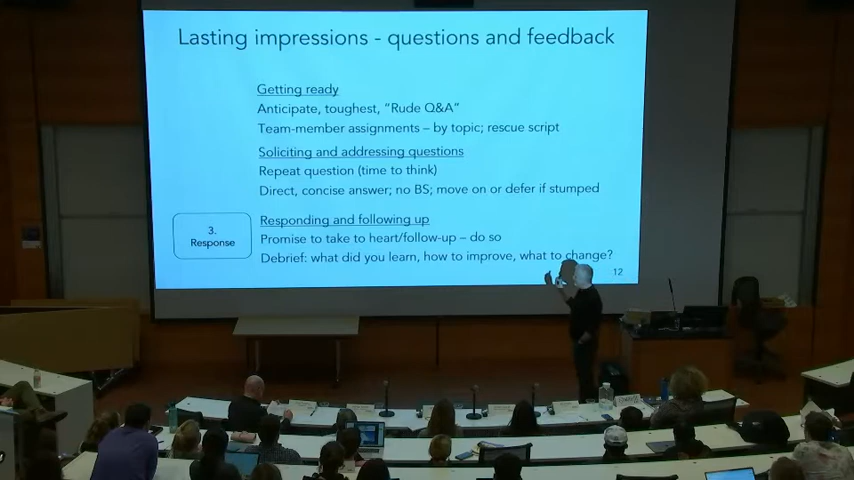 Lasting impressions - questions and feedback
Getting ready
Anticipate, toughest, “Rude Q&A”
Team-member assignments – by topic; rescue script
Soliciting and addressing questions
Repeat question (time to think)
Direct, concise answer; no BS; move on or defer if stumped
3.
Response
Responding and following up
Promise to take to heart/follow-up – do so
Debrief: what did you learn, how to improve, what to change?
12